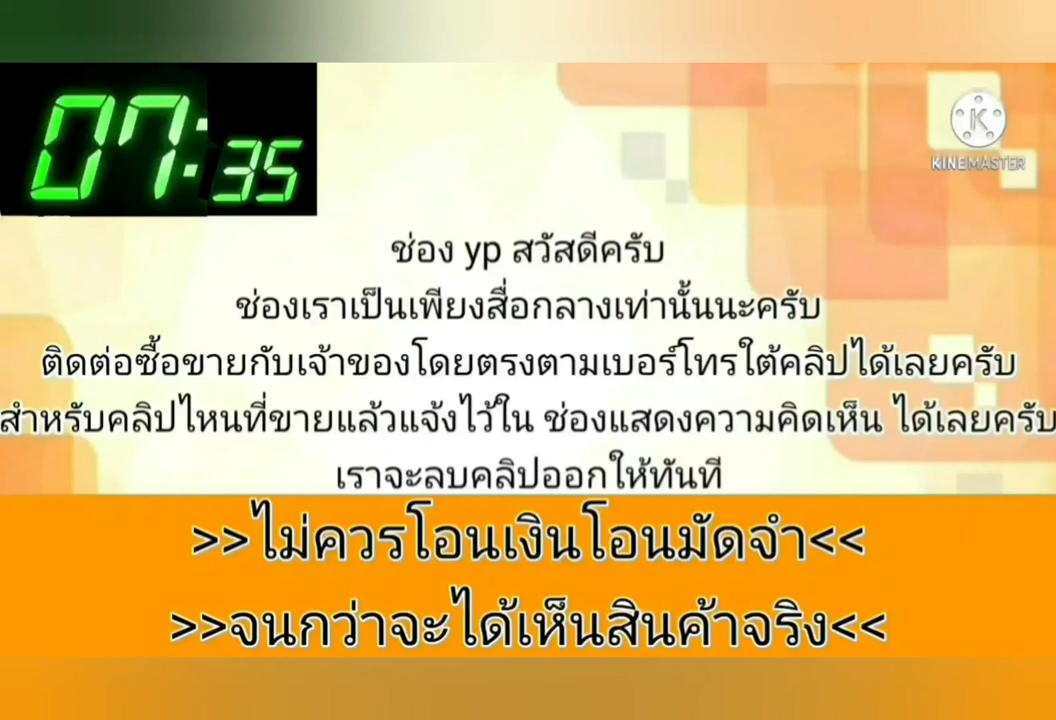 07:35
KINEMASTER
ช่อง yp สวัสดีครับ
ช่องเราเป็นเพียงสื่อกลางเท่านั้นนะครับ
ติดต่อซื้อขายกับเจ้าของโดยตรงตามเบอร์โทรใต้คลิปได้เลยครับ
สำหรับคลิปไหนที่ขายแล้วแจ้งไว้ใน ช่องแสดงความคิดเห็น ได้เลยครับ
เราจะลบคลิปออกให้ทันที
>>ไม่ควรโอนเงินโอนมัดจำ<<
>>จนกว่าจะได้เห็นสินค้าจริง<<